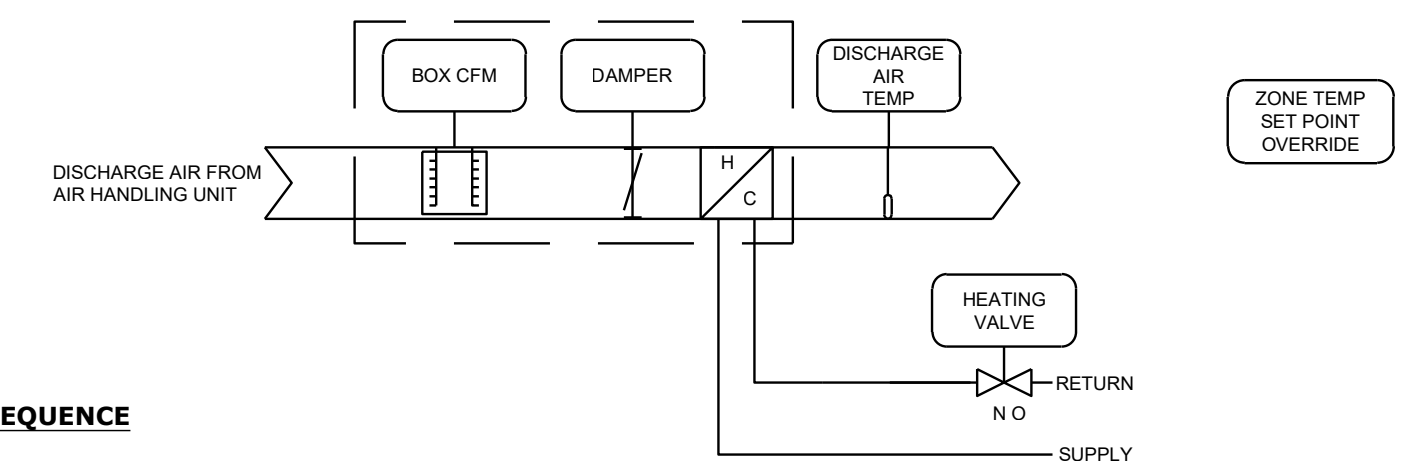 BOX CFM
DAMPER
DISCHARGE
AIR
TEMP
ZONE TEMP
SET POINT
OVERRIDE
DISCHARGE AIR FROM
AIR HANDLING UNIT
H
C
HEATING
VALVE
RETURN
N O
EQUENCE
SUPPLY